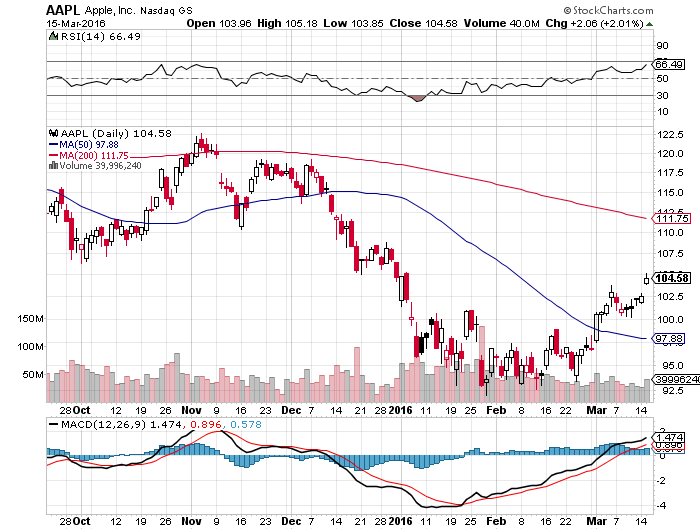 AAPL Apple, Inc. Nasdaq GS © StockCharts.com
15-Mar-2016 Open 103.96 High 105.18 Low 103.85 Close 104.58 Volume 40.0M Chg +2.06 (+2.01%)
RSI(14) 66.49
90
66.49
50
30
10
AAPL (Daily) 104.58
MA(50) 97.88
MA(200) 111.75
Volume 39,996,240
122.5
120.0
117.5
115.0
112.5
111.75
107.5
104.58
102.5
100.0
97.88
95.0
92.5
150M
100M
50M
39996240
28 Oct 12 19 26 Nov 9 16 23 Dec 7 14 21 28 2016 11 19 25 Feb 8 16 22 Mar 7 14
MACD(12,26,9) 1.474, 0.896, 0.578
2
1.474
0.896
0
-2
-4
28 Oct 12 19 26 Nov 9 16 23 Dec 7 14 21 28 2016 11 19 25 Feb 8 16 22 Mar 7 14